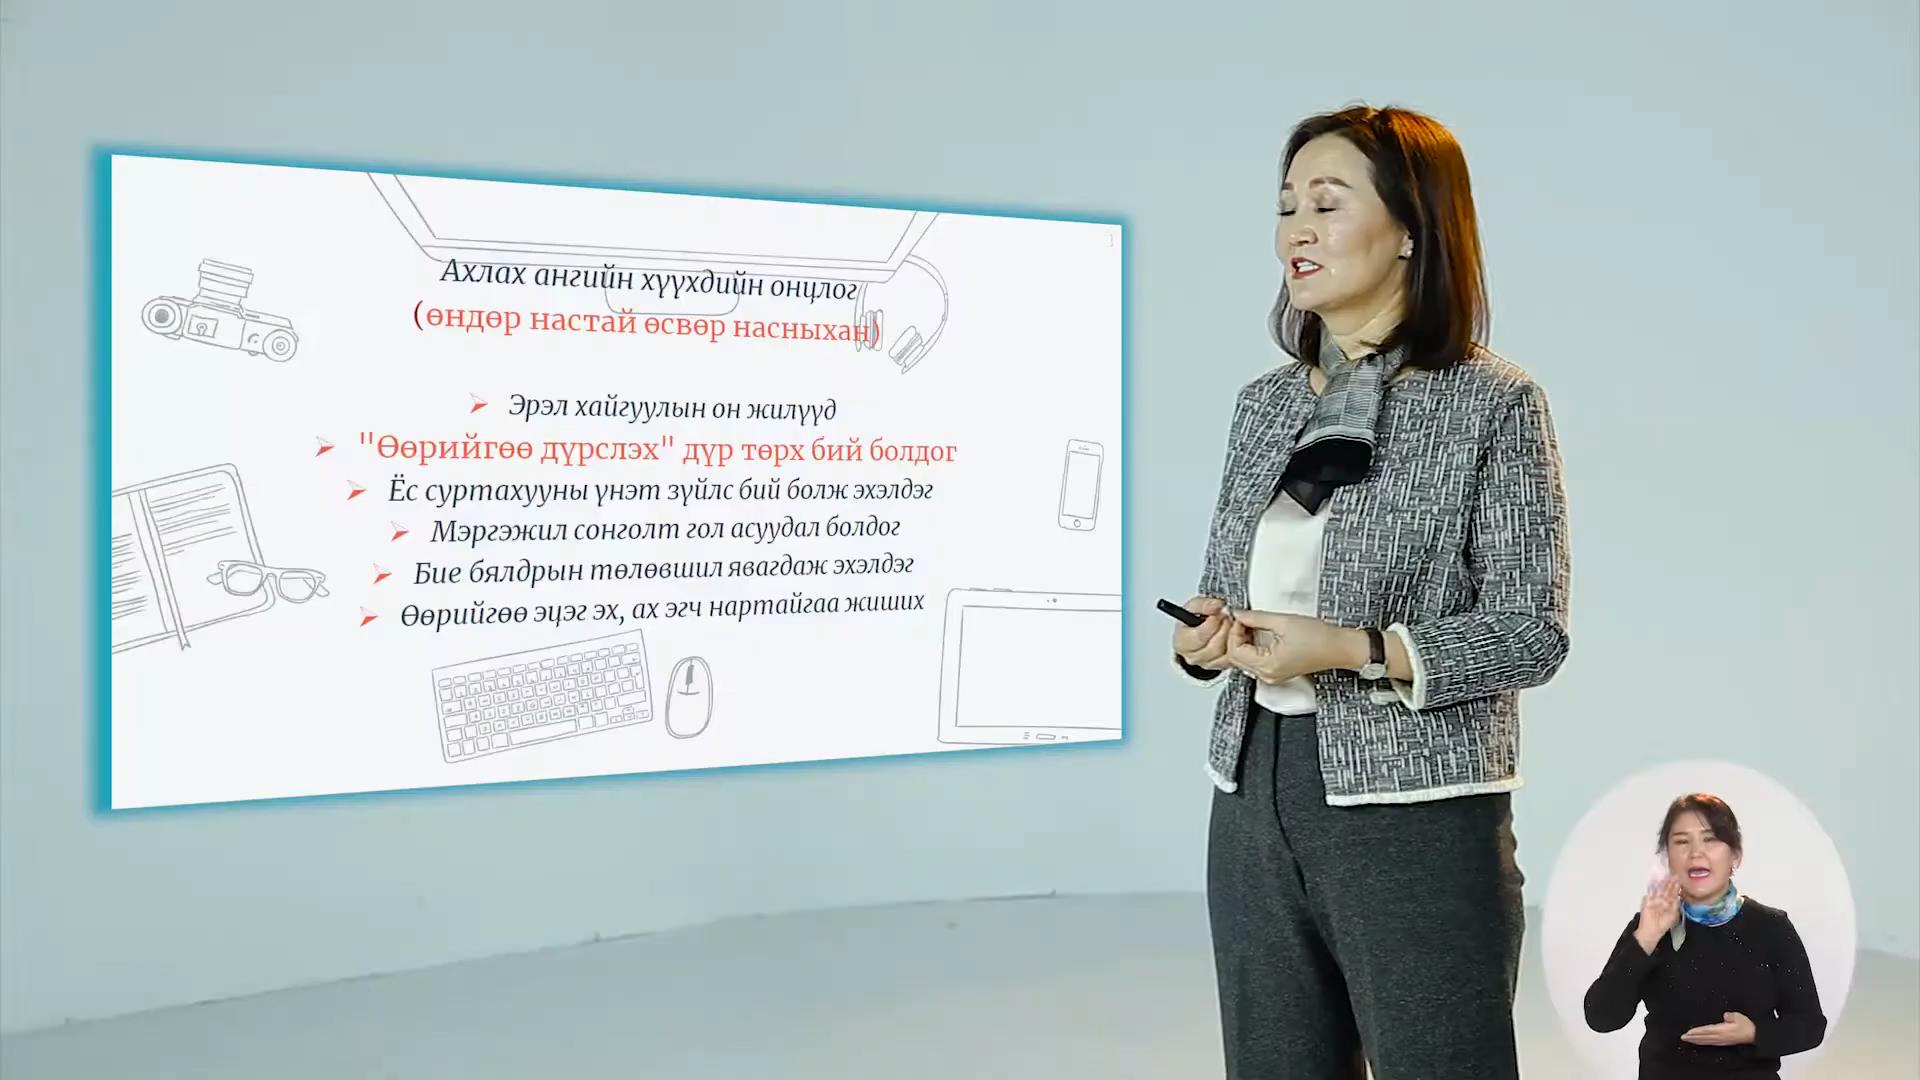 Ахлах ангийн хүүхдийн онцлог
(өндөр настай өсвөр насныхан)
Эрэл хайгуулын он жилүүд
"Өөрийгөө дүрслэх" дүр төрх бий болдог
Ёс суртахууны үнэт зүйлс бий болж эхэлдэг
Мэргэжил сонголт гол асуудал болдог
Бие бялдрын төлөвшил явагдаж эхэлдэг
Өөрийгөө эцэг эх, ах эгч нартайгаа жиших